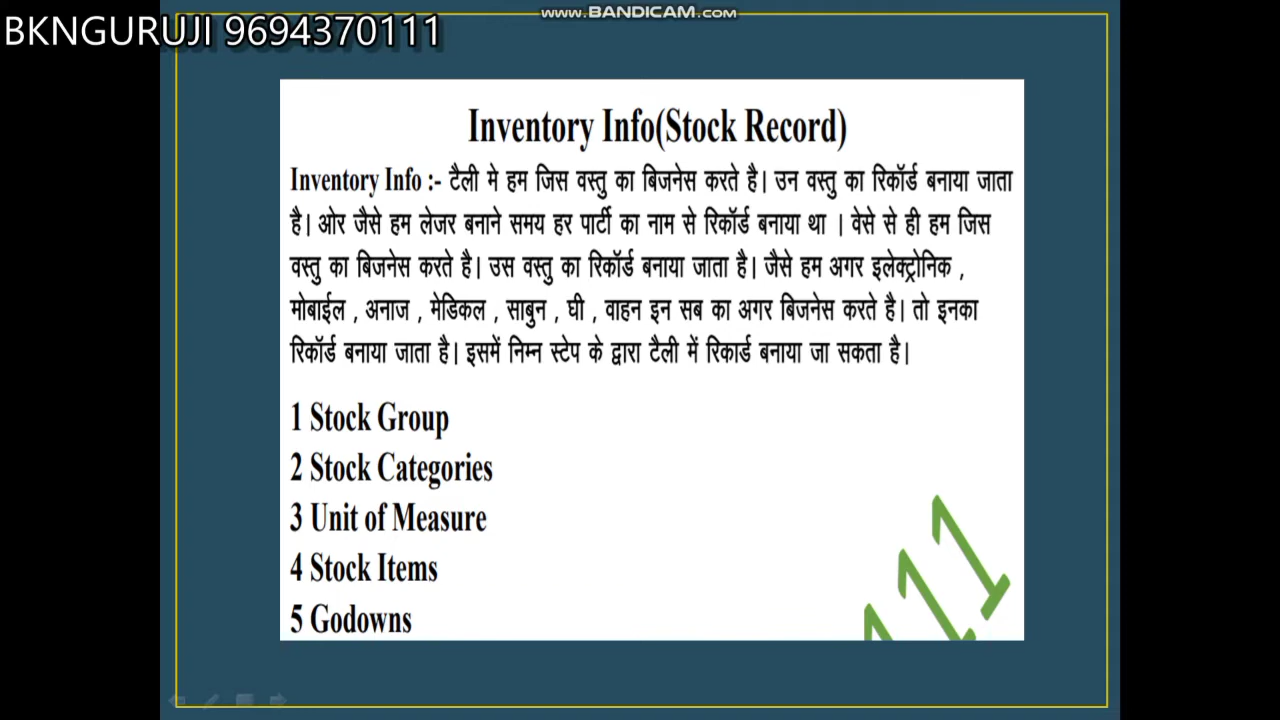 www.BANDICAM.com
BKNGURUJI 9694370111
Inventory Info(Stock Record)
Inventory Info :- टैली मे हम जिस वस्तु का बिजनेस करते है। उन वस्तु का रिकॉर्ड बनाया जाता
है। ओर जैसे हम लेजर बनाने समय हर पार्टी का नाम से रिकॉर्ड बनाया था । वेसे से ही हम जिस
वस्तु का बिजनेस करते है। उस वस्तु का रिकॉर्ड बनाया जाता है। जैसे हम अगर इलेक्ट्रोनिक ,
मोबाईल , अनाज , मेडिकल , साबुन , घी , वाहन इन सब का अगर बिजनेस करते है। तो इनका
रिकॉर्ड बनाया जाता है। इसमें निम्न स्टेप के द्वारा टैली में रिकार्ड बनाया जा सकता है।
1 Stock Group
2 Stock Categories
3 Unit of Measure
4 Stock Items
5 Godowns
111